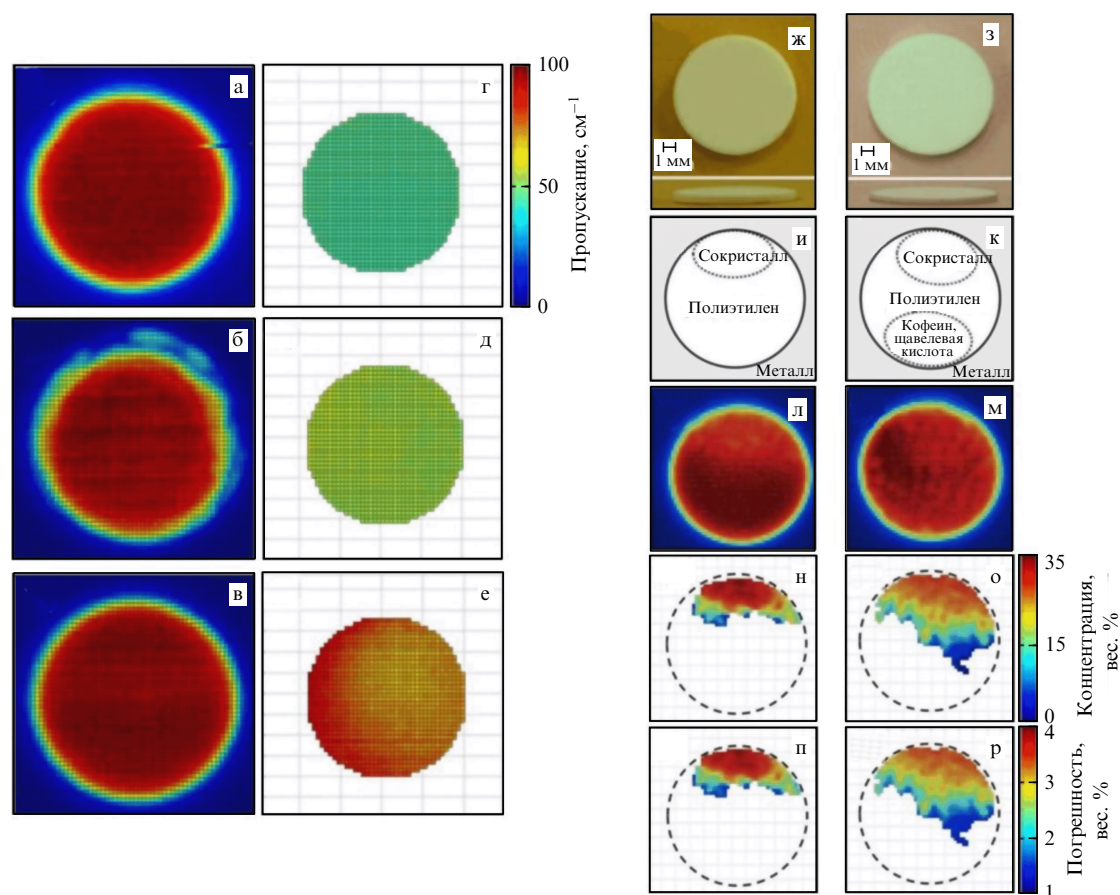 а
г
100
50
0
Пропускание, см⁻¹
б
д
в
е
ж
1 мм
з
1 мм
и
Сокристалл
Полиэтилен
Металл
к
Сокристалл
Полиэтилен
Кофеин,
щавелевая
кислота
Металл
л
м
н
о
35
15
0
Концентрация,
вес. %
п
р
4
3
2
1
Погрешность,
вес. %